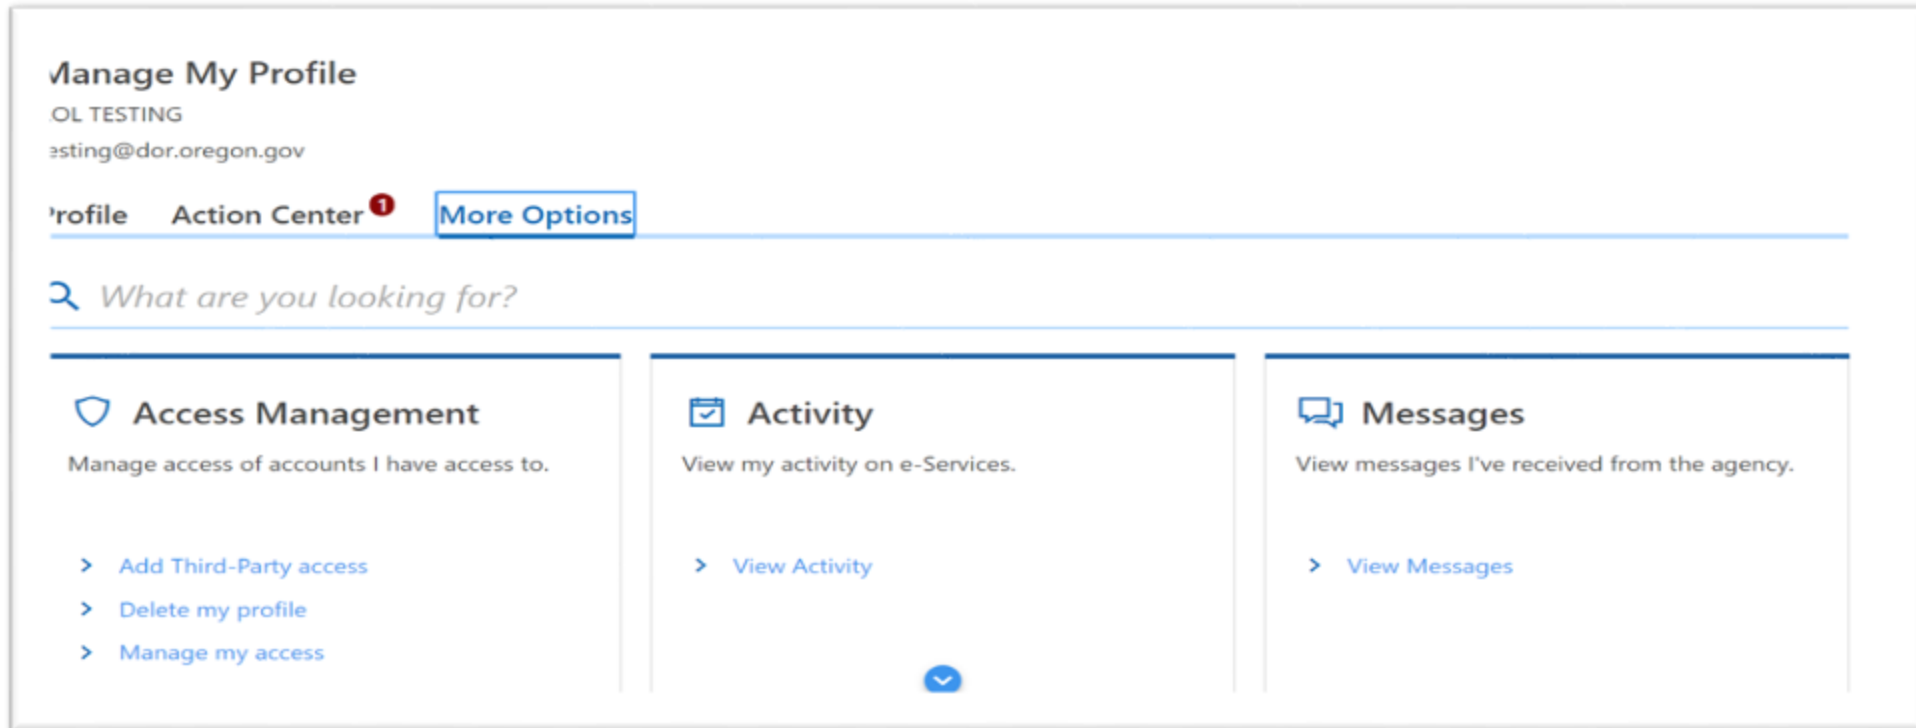 Manage My Profile
OL TESTING
esting@dor.oregon.gov
Profile Action Center 1 More Options
What are you looking for?
Access Management
Manage access of accounts I have access to.
Add Third-Party access
Delete my profile
Manage my access
Activity
View my activity on e-Services.
View Activity
Messages
View messages I've received from the agency.
View Messages